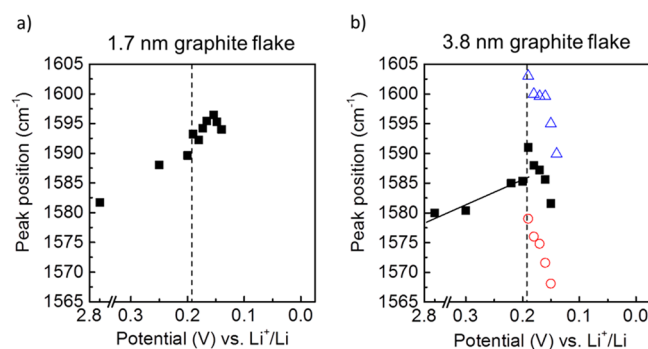 a)
1.7 nm graphite flake
Peak position (cm⁻¹)
1605
1600
1595
1590
1585
1580
1575
1570
1565
2.8 0.3 0.2 0.1 0.0
Potential (V) vs. Li⁺/Li
b)
3.8 nm graphite flake
Peak position (cm⁻¹)
1605
1600
1595
1590
1585
1580
1575
1570
1565
2.8 0.3 0.2 0.1 0.0
Potential (V) vs. Li⁺/Li